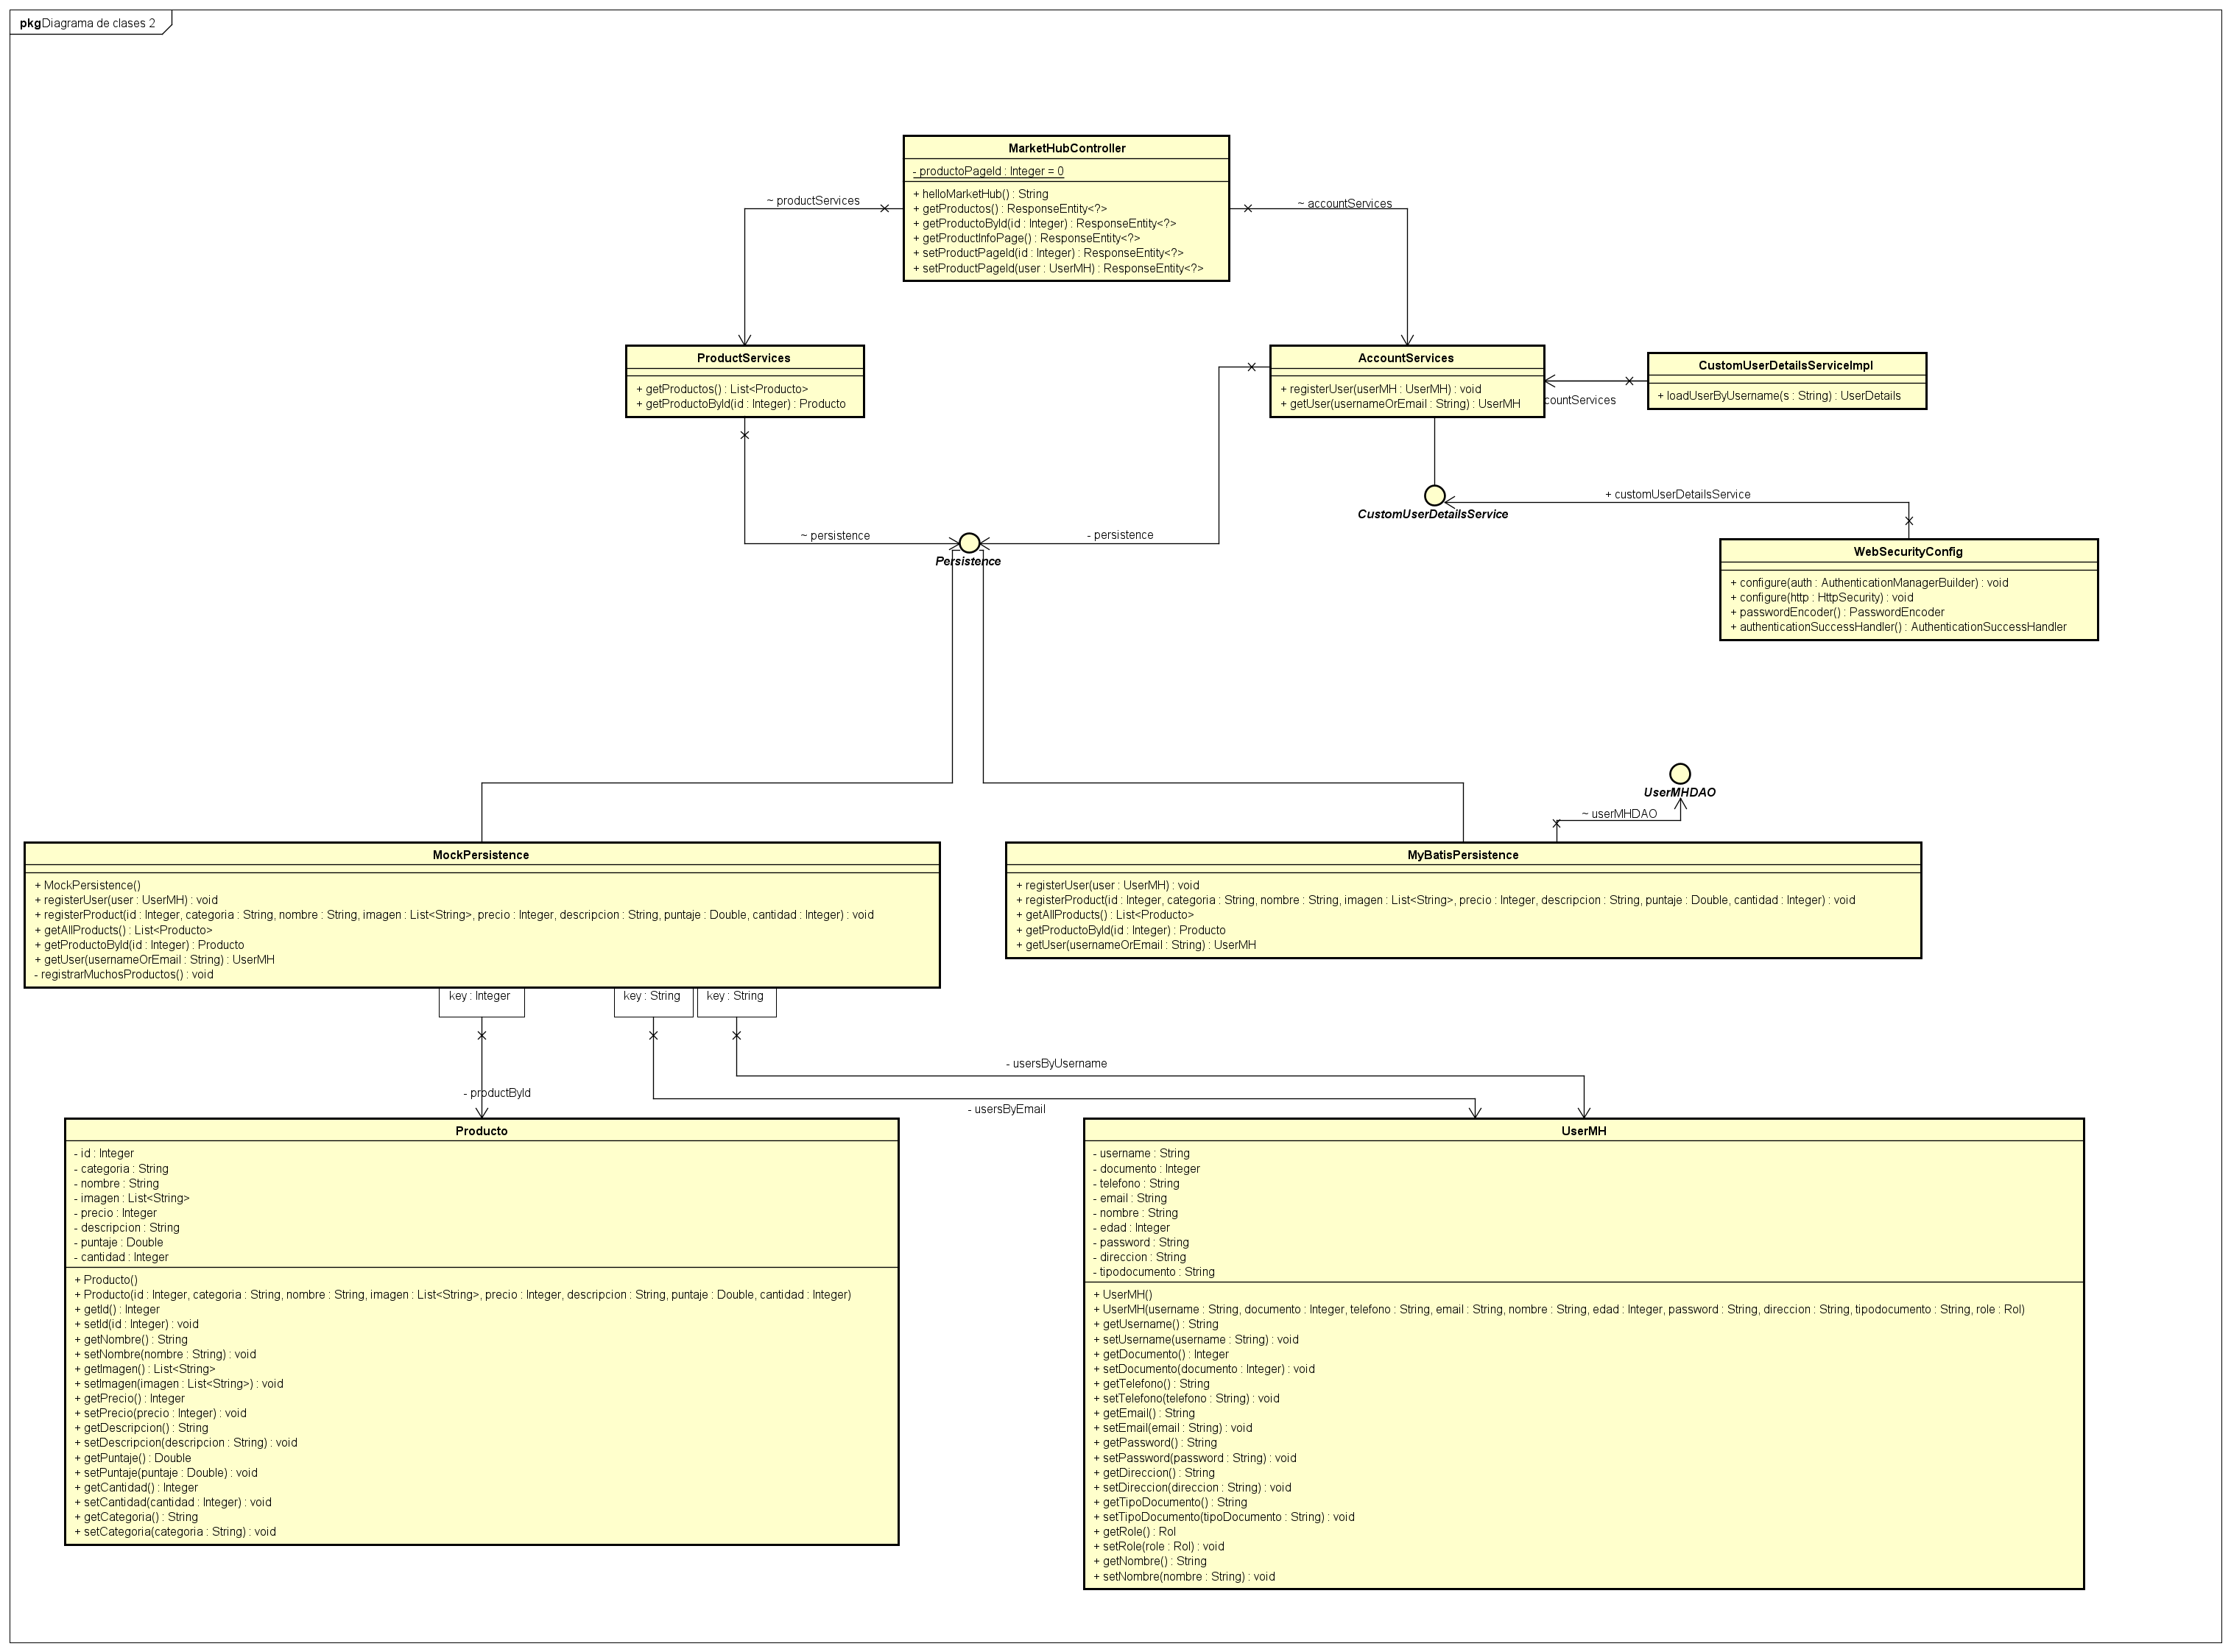 pkg Diagrama de clases 2
MarketHubController
- productoPageId : Integer = 0
+ helloMarketHub() : String
+ getProductos() : ResponseEntity<?>
+ getProductoById(id : Integer) : ResponseEntity<?>
+ getProductInfoPage() : ResponseEntity<?>
+ setProductPageId(id : Integer) : ResponseEntity<?>
+ setProductPageId(user : UserMH) : ResponseEntity<?>
~ productServices
~ accountServices
ProductServices
+ getProductos() : List<Producto>
+ getProductoById(id : Integer) : Producto
AccountServices
+ registerUser(userMH : UserMH) : void
+ getUser(usernameOrEmail : String) : UserMH
countServices
CustomUserDetailsServiceImpl
+ loadUserByUsername(s : String) : UserDetails
CustomUserDetailsService
+ customUserDetailsService
~ persistence
- persistence
Persistence
WebSecurityConfig
+ configure(auth : AuthenticationManagerBuilder) : void
+ configure(http : HttpSecurity) : void
+ passwordEncoder() : PasswordEncoder
+ authenticationSuccessHandler() : AuthenticationSuccessHandler
UserMHDAO
~ userMHDAO
MockPersistence
+ MockPersistence()
+ registerUser(user : UserMH) : void
+ registerProduct(id : Integer, categoria : String, nombre : String, imagen : List<String>, precio : Integer, descripcion : String, puntaje : Double, cantidad : Integer) : void
+ getAllProducts() : List<Producto>
+ getProductoById(id : Integer) : Producto
+ getUser(usernameOrEmail : String) : UserMH
- registrarMuchosProductos() : void
MyBatisPersistence
+ registerUser(user : UserMH) : void
+ registerProduct(id : Integer, categoria : String, nombre : String, imagen : List<String>, precio : Integer, descripcion : String, puntaje : Double, cantidad : Integer) : void
+ getAllProducts() : List<Producto>
+ getProductoById(id : Integer) : Producto
+ getUser(usernameOrEmail : String) : UserMH
key : Integer
key : String
key : String
- usersByUsername
- productById
- usersByEmail
Producto
- id : Integer
- categoria : String
- nombre : String
- imagen : List<String>
- precio : Integer
- descripcion : String
- puntaje : Double
- cantidad : Integer
+ Producto()
+ Producto(id : Integer, categoria : String, nombre : String, imagen : List<String>, precio : Integer, descripcion : String, puntaje : Double, cantidad : Integer)
+ getId() : Integer
+ setId(id : Integer) : void
+ getNombre() : String
+ setNombre(nombre : String) : void
+ getImagen() : List<String>
+ setImagen(imagen : List<String>) : void
+ getPrecio() : Integer
+ setPrecio(precio : Integer) : void
+ getDescripcion() : String
+ setDescripcion(descripcion : String) : void
+ getPuntaje() : Double
+ setPuntaje(puntaje : Double) : void
+ getCantidad() : Integer
+ setCantidad(cantidad : Integer) : void
+ getCategoria() : String
+ setCategoria(categoria : String) : void
UserMH
- username : String
- documento : Integer
- telefono : String
- email : String
- nombre : String
- edad : Integer
- password : String
- direccion : String
- tipodocumento : String
+ UserMH()
+ UserMH(username : String, documento : Integer, telefono : String, email : String, nombre : String, edad : Integer, password : String, direccion : String, tipodocumento : String, role : Rol)
+ getUsername() : String
+ setUsername(username : String) : void
+ getDocumento() : Integer
+ setDocumento(documento : Integer) : void
+ getTelefono() : String
+ setTelefono(telefono : String) : void
+ getEmail() : String
+ setEmail(email : String) : void
+ getPassword() : String
+ setPassword(password : String) : void
+ getDireccion() : String
+ setDireccion(direccion : String) : void
+ getTipoDocumento() : String
+ setTipoDocumento(tipoDocumento : String) : void
+ getRole() : Rol
+ setRole(role : Rol) : void
+ getNombre() : String
+ setNombre(nombre : String) : void